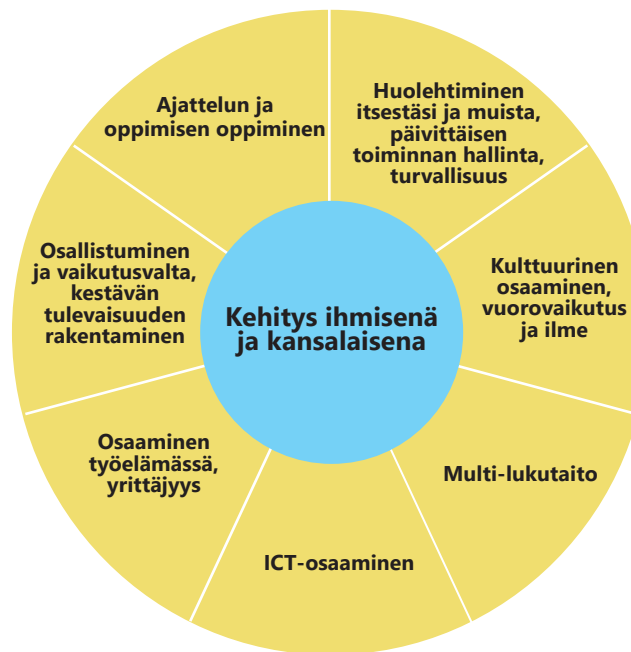 Ajattelun ja
oppimisen oppiminen
Huolehtiminen
itsestäsi ja muista,
päivittäisen
toiminnan hallinta,
turvallisuus
Osallistuminen
ja vaikutusvalta,
kestävän
tulevaisuuden
rakentaminen
Kehitys ihmisenä
ja kansalaisena
Kulttuurinen
osaaminen,
vuorovaikutus
ja ilme
Osaaminen
työelämässä,
yrittäjyys
Multi-lukutaito
ICT-osaaminen